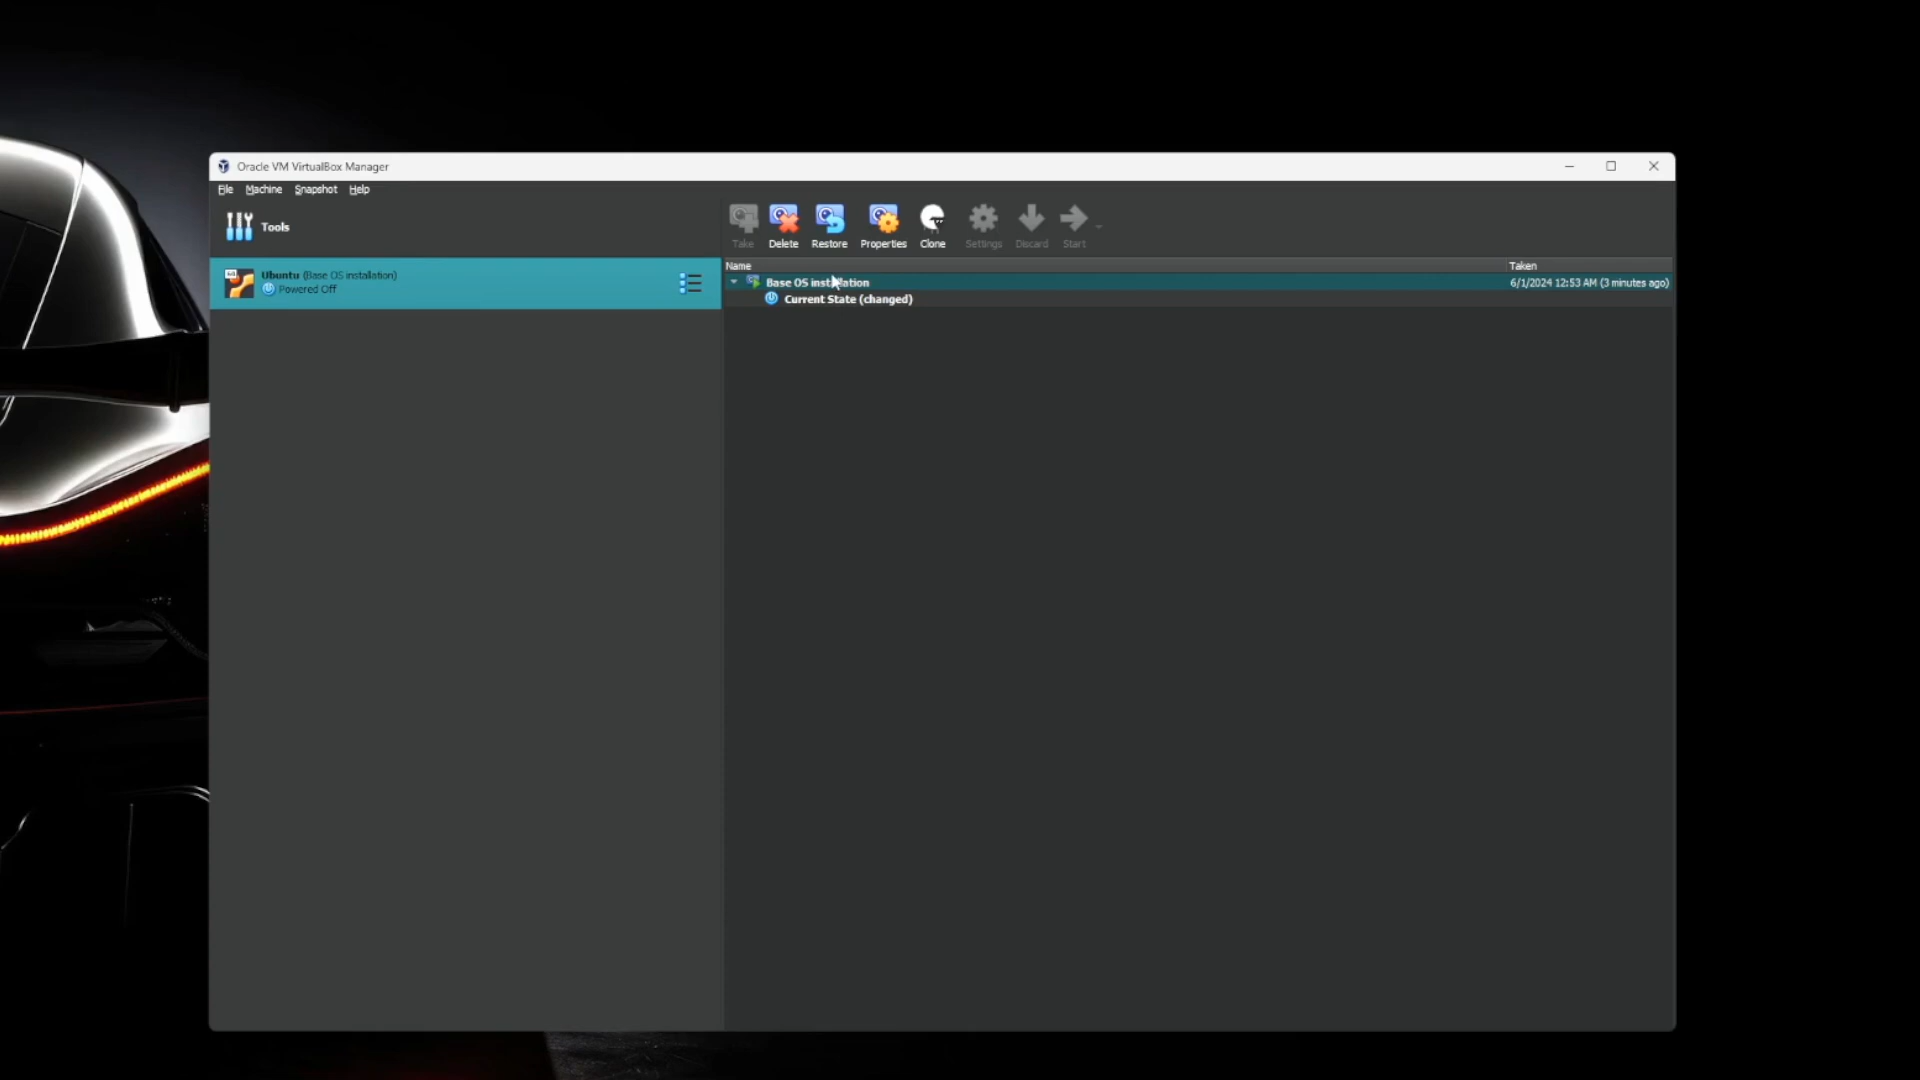 Oracle VM VirtualBox Manager
File Machine Snapshot Help
Tools
Take Delete Restore Properties Clone Settings Discard Start
Name Taken
Ubuntu (Base OS installation)
Powered Off
Base OS installation 6/1/2024 12:53 AM (3 minutes ago)
Current State (changed)